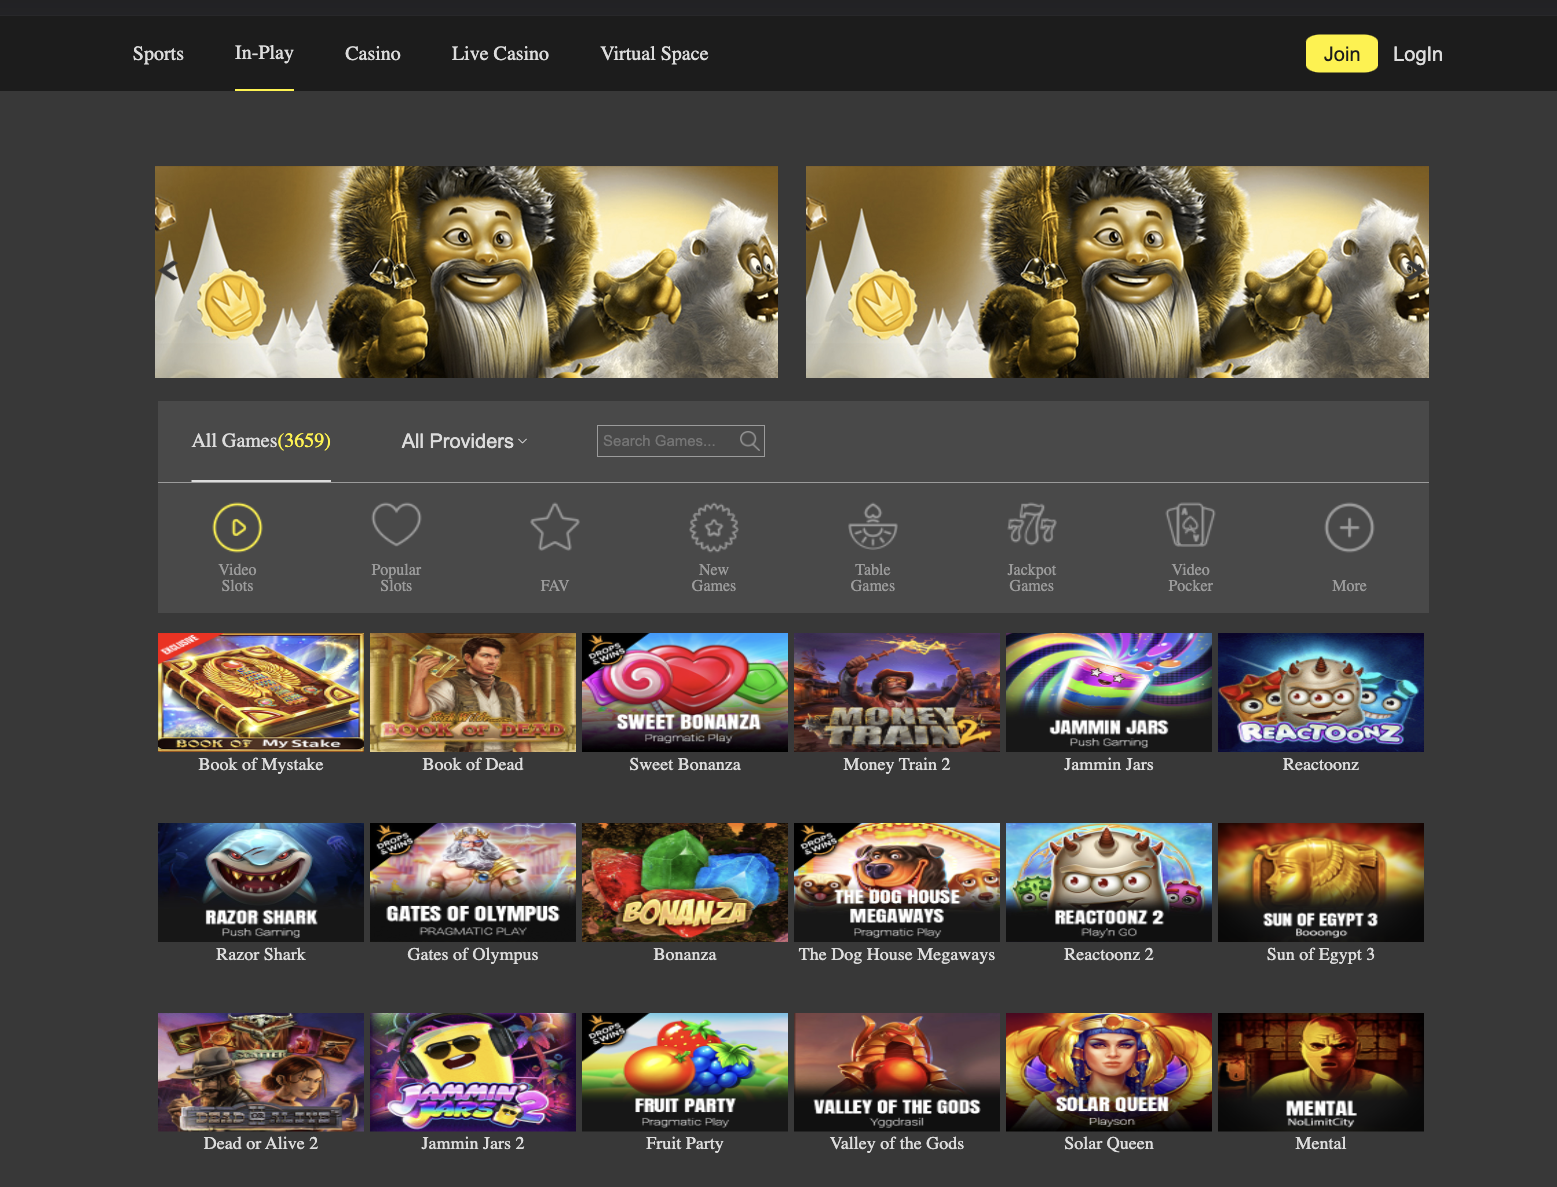 Sports In-Play Casino Live Casino Virtual Space Join LogIn
All Games(3659) All Providers Search Games...
Video Slots
Popular Slots
FAV
New Games
Table Games
Jackpot Games
Video Pocker
More
EXCLUSIVE
BOOK OF MyStake
Book of Mystake
BOOK OF DEAD
Book of Dead
DROPS & WINS
SWEET BONANZA
Pragmatic Play
Sweet Bonanza
MONEY TRAIN 2
Money Train 2
JAMMIN JARS
Push Gaming
Jammin Jars
REACTOONZ
Reactoonz
RAZOR SHARK
Push Gaming
Razor Shark
DROPS & WINS
GATES OF OLYMPUS
PRAGMATIC PLAY
Gates of Olympus
BONANZA
Bonanza
DROPS & WINS
THE DOG HOUSE
MEGAWAYS
Pragmatic Play
The Dog House Megaways
REACTOONZ 2
Play'n GO
Reactoonz 2
SUN OF EGYPT 3
Booongo
Sun of Egypt 3
SCATTER
DEAD OR ALIVE
Dead or Alive 2
JAMMIN' JARS 2
Jammin Jars 2
DROPS & WINS
FRUIT PARTY
Pragmatic Play
Fruit Party
VALLEY OF THE GODS
Yggdrasil
Valley of the Gods
SOLAR QUEEN
Playson
Solar Queen
MENTAL
NoLimitCity
Mental